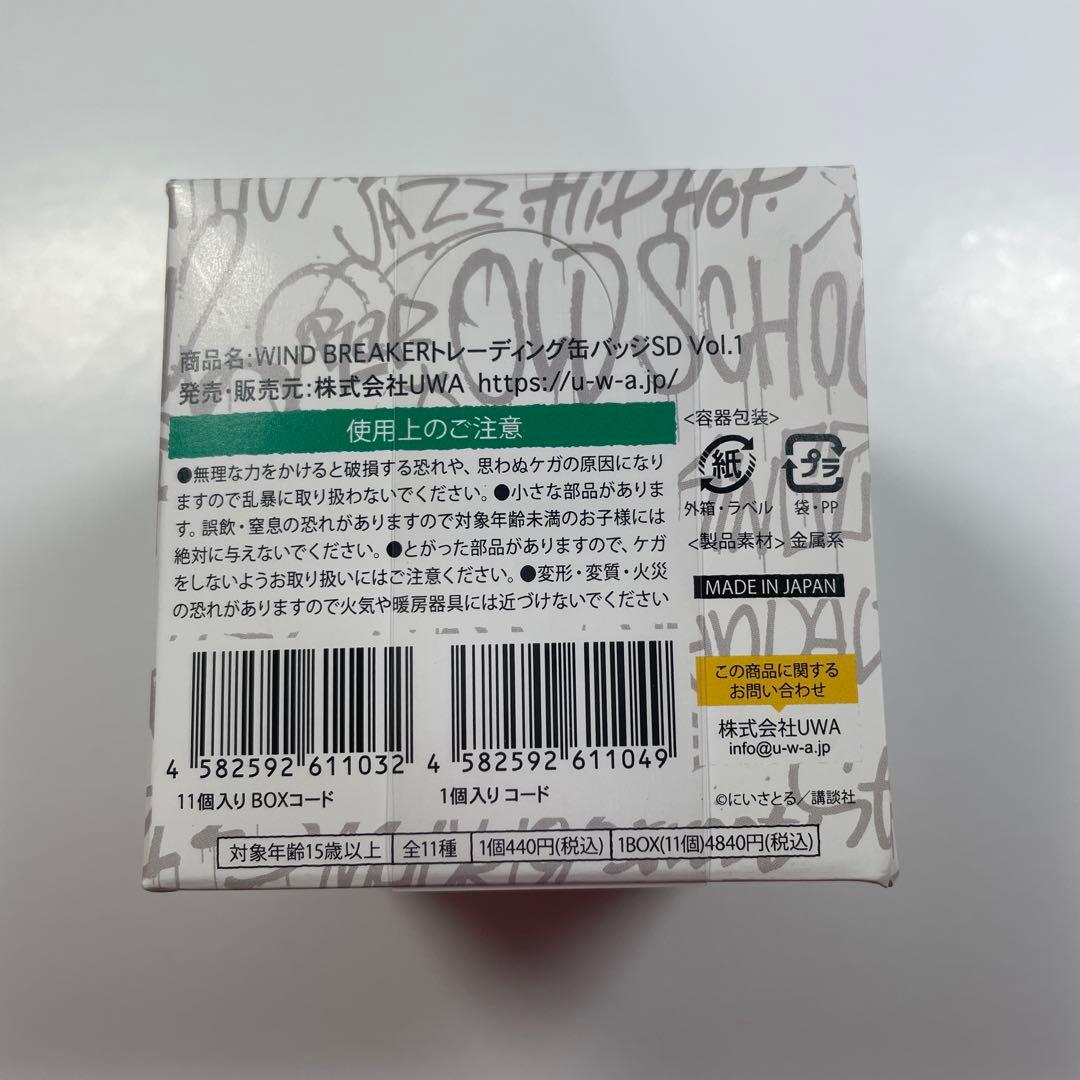 JAZZ HIPHOP.
OLD SCHOO
商品名:WIND BREAKERトレーディング缶バッジSD Vol.1
発売・販売元:株式会社UWA https://u-w-a.jp/
使用上のご注意
●無理な力をかけると破損する恐れや、思わぬケガの原因になり
ますので乱暴に取り扱わないでください。●小さな部品がありま
す。誤飲・窒息の恐れがありますので対象年齢未満のお子様には
絶対に与えないでください。●とがった部品がありますので、ケガ
をしないようお取り扱いにはご注意ください。●変形・変質・火災
の恐れがありますので火気や暖房器具には近づけないでください
<容器包装>
紙 プラ
外箱・ラベル 袋・PP
<製品素材> 金属系
MADE IN JAPAN
4 582592 611032
11個入り BOXコード
4 582592 611049
1個入り コード
この商品に関する
お問い合わせ
株式会社UWA
info@u-w-a.jp
©にいさとる/講談社
対象年齢15歳以上 全11種 1個440円(税込) 1BOX(11個)4840円(税込)